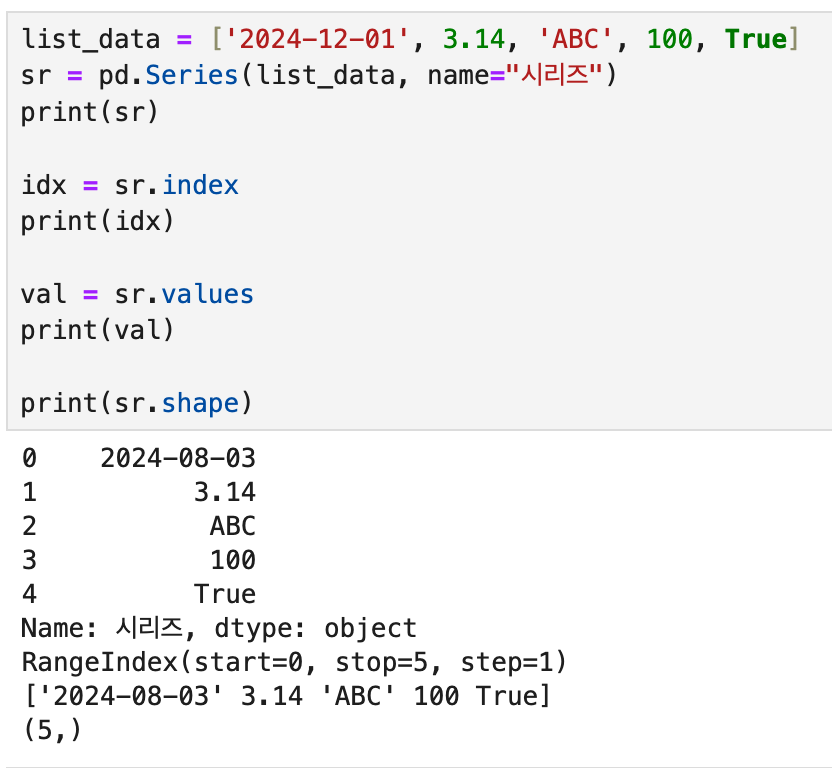 list_data = ['2024-12-01', 3.14, 'ABC', 100, True]
sr = pd.Series(list_data, name="시리즈")
print(sr)
idx = sr.index
print(idx)
val = sr.values
print(val)
print(sr.shape)
0 2024-08-03
1 3.14
2 ABC
3 100
4 True
Name: 시리즈, dtype: object
RangeIndex(start=0, stop=5, step=1)
['2024-08-03' 3.14 'ABC' 100 True]
(5,)